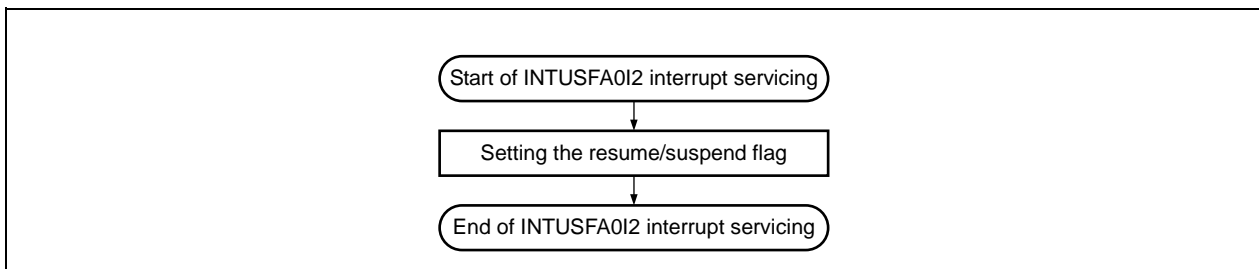 Start of INTUSFA0I2 interrupt servicing
Setting the resume/suspend flag
End of INTUSFA0I2 interrupt servicing